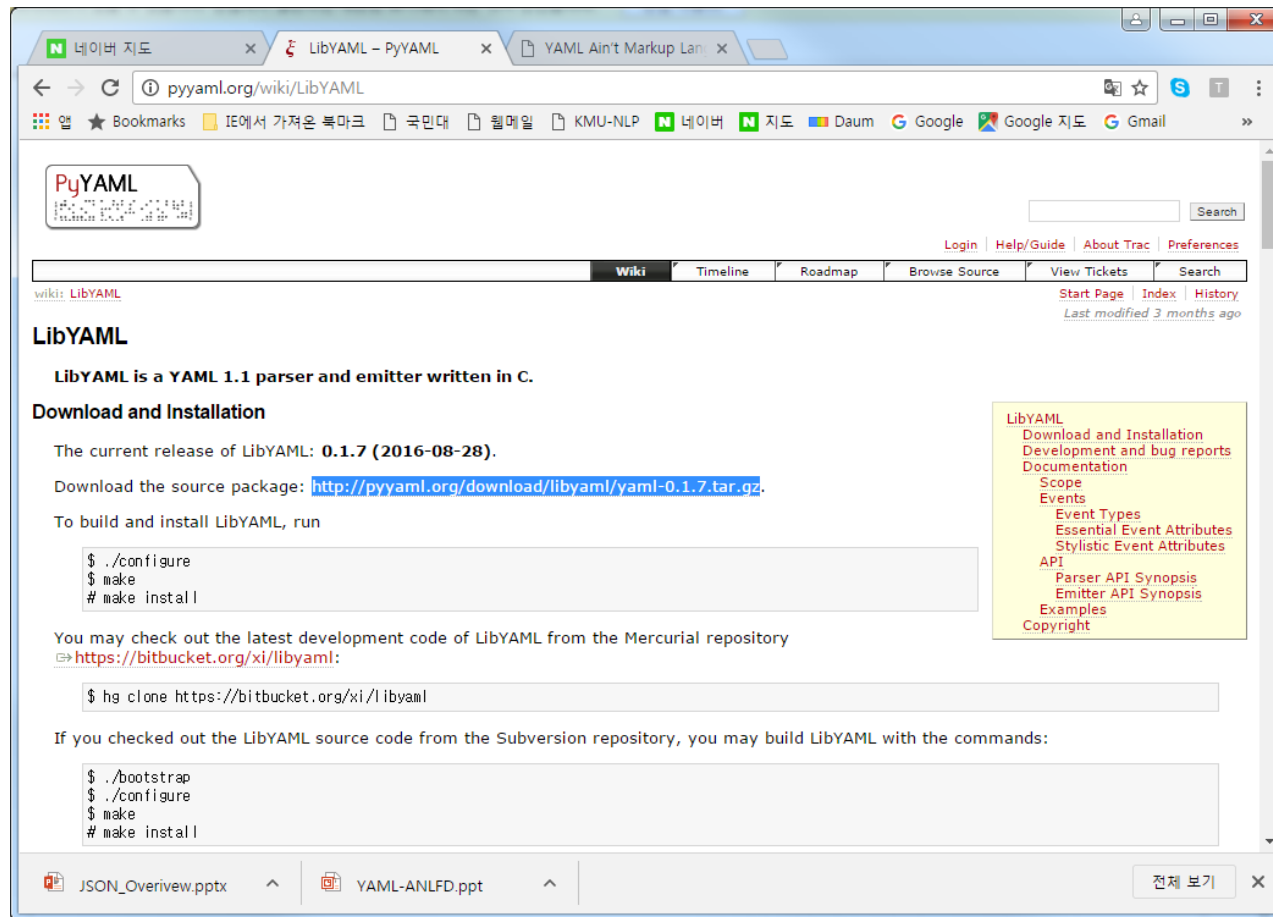 네이버 지도
LibYAML – PyYAML
YAML Ain't Markup Lan
pyyaml.org/wiki/LibYAML
앱 Bookmarks IE에서 가져온 북마크 국민대 웹메일 KMU-NLP 네이버 지도 Daum Google Google 지도 Gmail »
PyYAML
Search
Login Help/Guide About Trac Preferences
Wiki Timeline Roadmap Browse Source View Tickets Search
wiki: LibYAML
Start Page Index History
Last modified 3 months ago
LibYAML
LibYAML is a YAML 1.1 parser and emitter written in C.
Download and Installation
The current release of LibYAML: 0.1.7 (2016-08-28).
Download the source package: http://pyyaml.org/download/libyaml/yaml-0.1.7.tar.gz.
To build and install LibYAML, run
$ ./configure
$ make
# make install
LibYAML
Download and Installation
Development and bug reports
Documentation
Scope
Events
Event Types
Essential Event Attributes
Stylistic Event Attributes
API
Parser API Synopsis
Emitter API Synopsis
Examples
Copyright
You may check out the latest development code of LibYAML from the Mercurial repository
https://bitbucket.org/xi/libyaml:
$ hg clone https://bitbucket.org/xi/libyaml
If you checked out the LibYAML source code from the Subversion repository, you may build LibYAML with the commands:
$ ./bootstrap
$ ./configure
$ make
# make install
JSON_Overivew.pptx
YAML-ANLFD.ppt
전체 보기